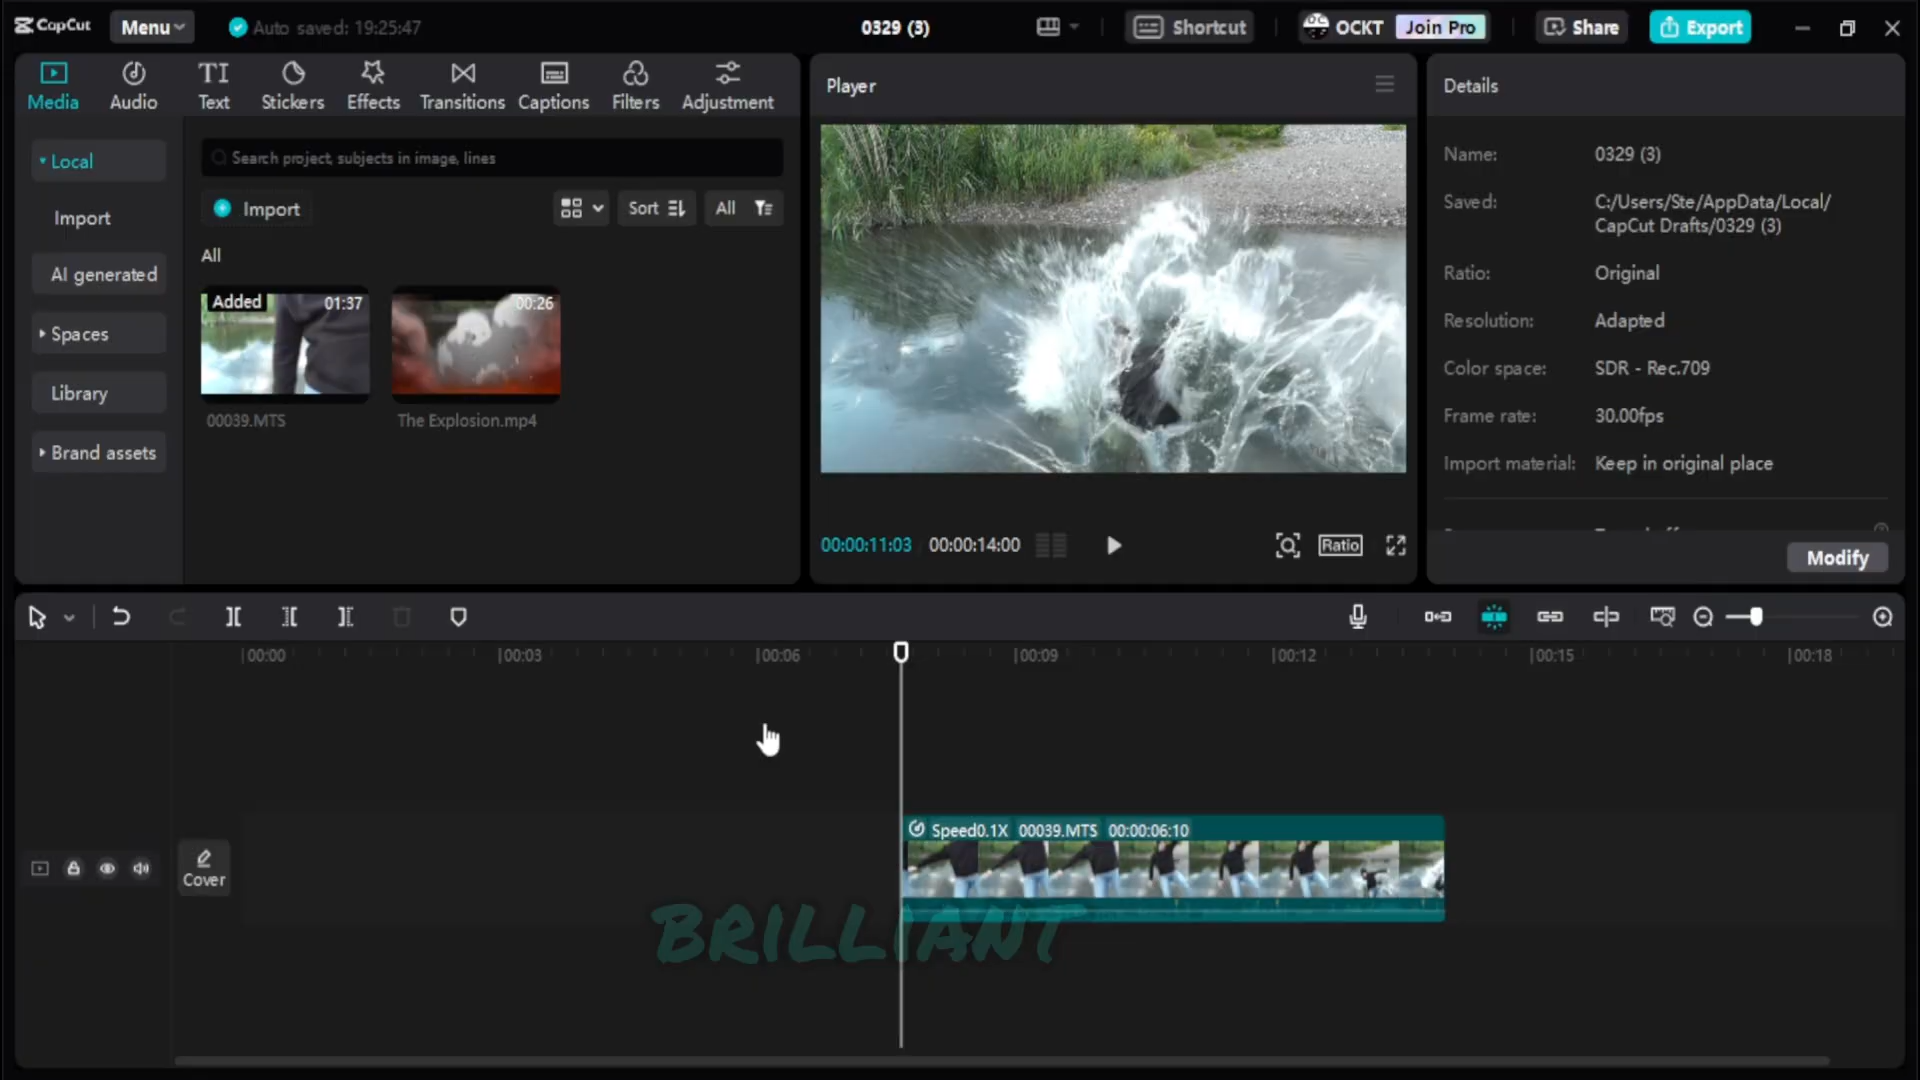 CapCut
Menu
Auto saved: 19:25:47
0329 (3)
Shortcut
OCKT
Join Pro
Share
Export
Media
Audio
TI
Text
Stickers
Effects
Transitions
Captions
Filters
Adjustment
Local
Import
AI generated
Spaces
Library
Brand assets
Search project, subjects in image, lines
Import
Sort
All
All
Added
01:37
00:26
00039.MTS
The Explosion.mp4
Player
00:00:11:03
00:00:14:00
Ratio
Details
Name: 0329 (3)
Saved: C:/Users/Ste/AppData/Local/
CapCut Drafts/0329 (3)
Ratio: Original
Resolution: Adapted
Color space: SDR - Rec.709
Frame rate: 30.00fps
Import material: Keep in original place
Modify
00:00
00:03
00:06
00:09
00:12
00:15
00:18
Cover
Speed0.1X 00039.MTS 00:00:06:10
BRILLIANT